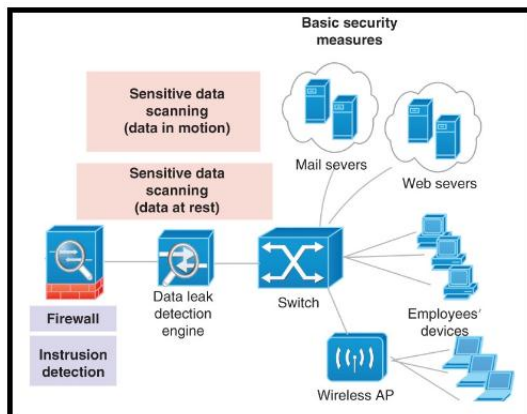 Basic security
measures
Sensitive data
scanning
(data in motion)
Mail severs
Web severs
Sensitive data
scanning
(data at rest)
Firewall
Instrusion
detection
Data leak
detection
engine
Switch
Employees'
devices
Wireless AP